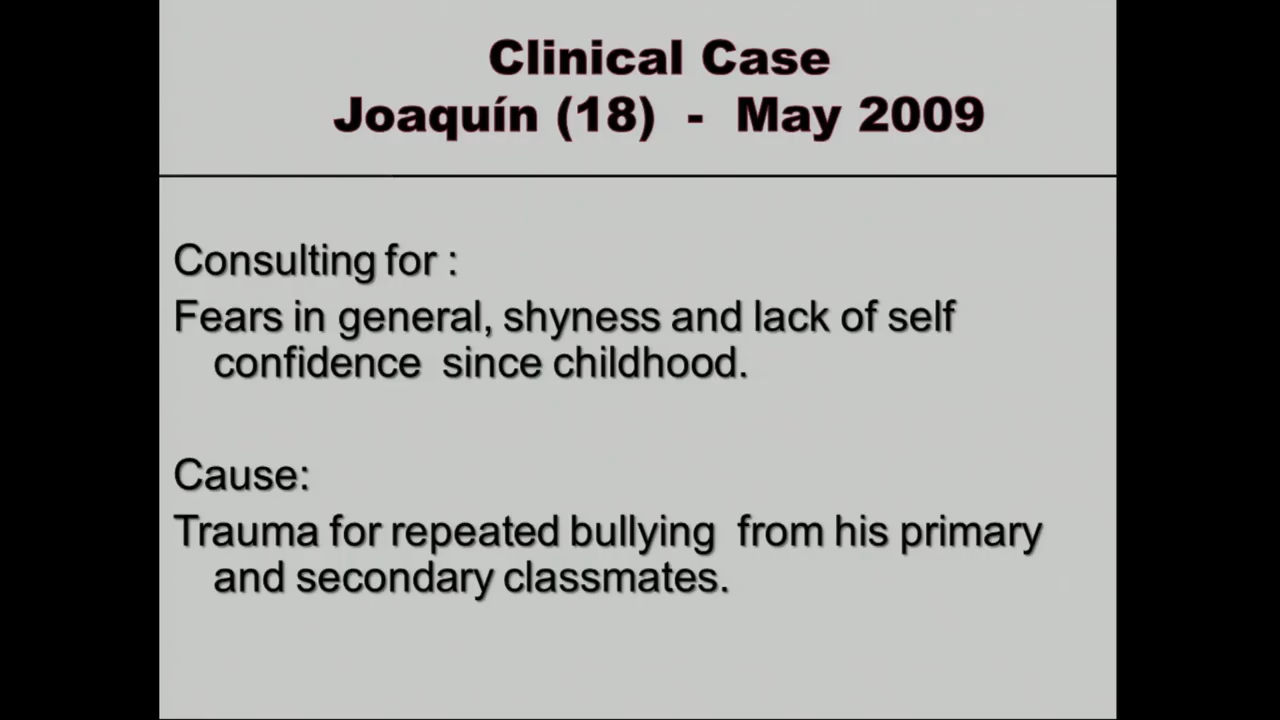 Clinical Case
Joaquín (18) - May 2009
Consulting for :
Fears in general, shyness and lack of self
confidence since childhood.
Cause:
Trauma for repeated bullying from his primary
and secondary classmates.